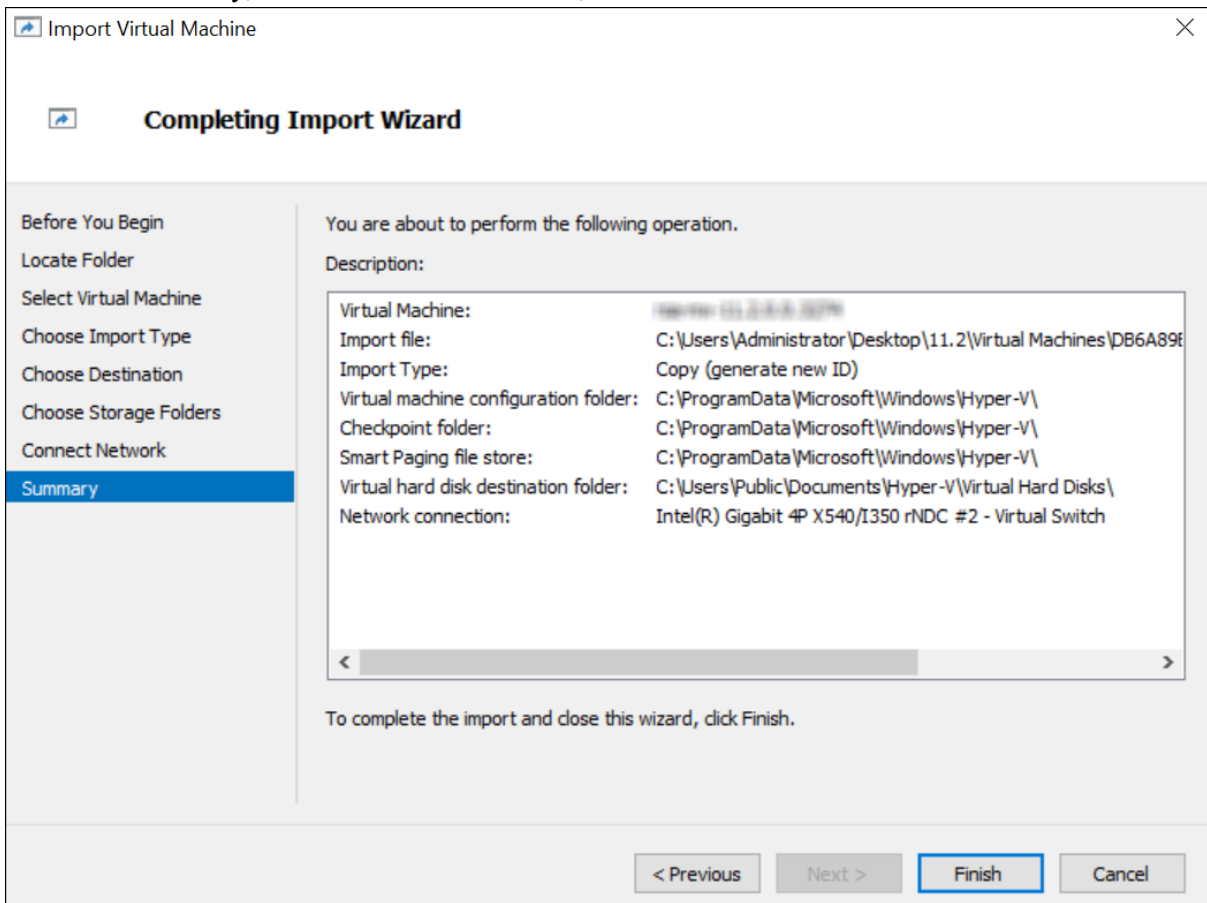 Import Virtual Machine
Completing Import Wizard
Before You Begin
Locate Folder
Select Virtual Machine
Choose Import Type
Choose Destination
Choose Storage Folders
Connect Network
Summary
You are about to perform the following operation.
Description:
Virtual Machine:
Import file: C:\Users\Administrator\Desktop\11.2\Virtual Machines\DB6A89E
Import Type: Copy (generate new ID)
Virtual machine configuration folder: C:\ProgramData\Microsoft\Windows\Hyper-V\
Checkpoint folder: C:\ProgramData\Microsoft\Windows\Hyper-V\
Smart Paging file store: C:\ProgramData\Microsoft\Windows\Hyper-V\
Virtual hard disk destination folder: C:\Users\Public\Documents\Hyper-V\Virtual Hard Disks\
Network connection: Intel(R) Gigabit 4P X540/I350 rNDC #2 - Virtual Switch
To complete the import and close this wizard, click Finish.
< Previous Next > Finish Cancel